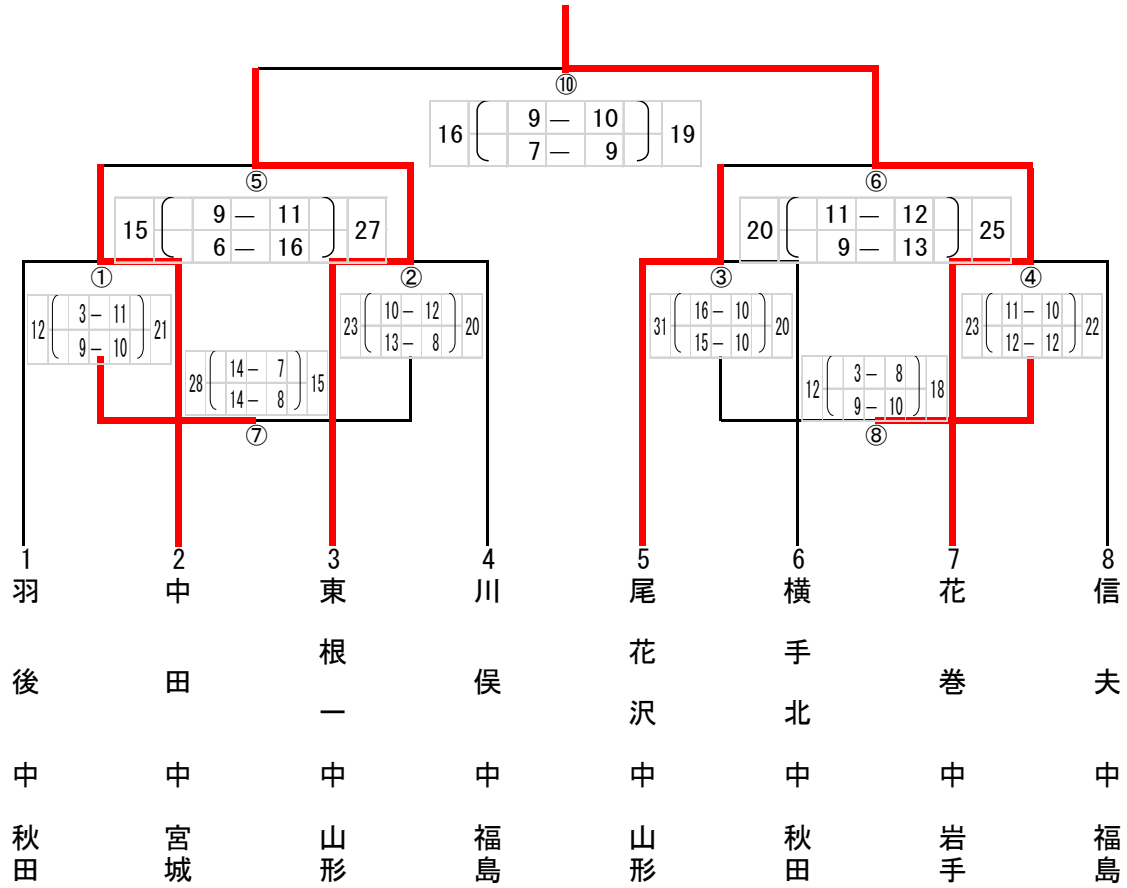 ⑩
16 9 ― 10 19
7 ― 9
⑤
15 9 ― 11 27
6 ― 16
⑥
20 11 ― 12 25
9 ― 13
①
12 3 ― 11 21
9 ― 10
②
23 10 ― 12 20
13 ― 8
③
31 16 ― 10 20
15 ― 10
④
23 11 ― 10 22
12 ― 12
28 14 ― 7 15
14 ― 8
⑦
12 3 ― 8 18
9 ― 10
⑧
1 2 3 4 5 6 7 8
羽後中
秋田
中田中
宮城
東根一中
山形
川俣中
福島
尾花沢中
山形
横手北中
秋田
花巻中
岩手
信夫中
福島